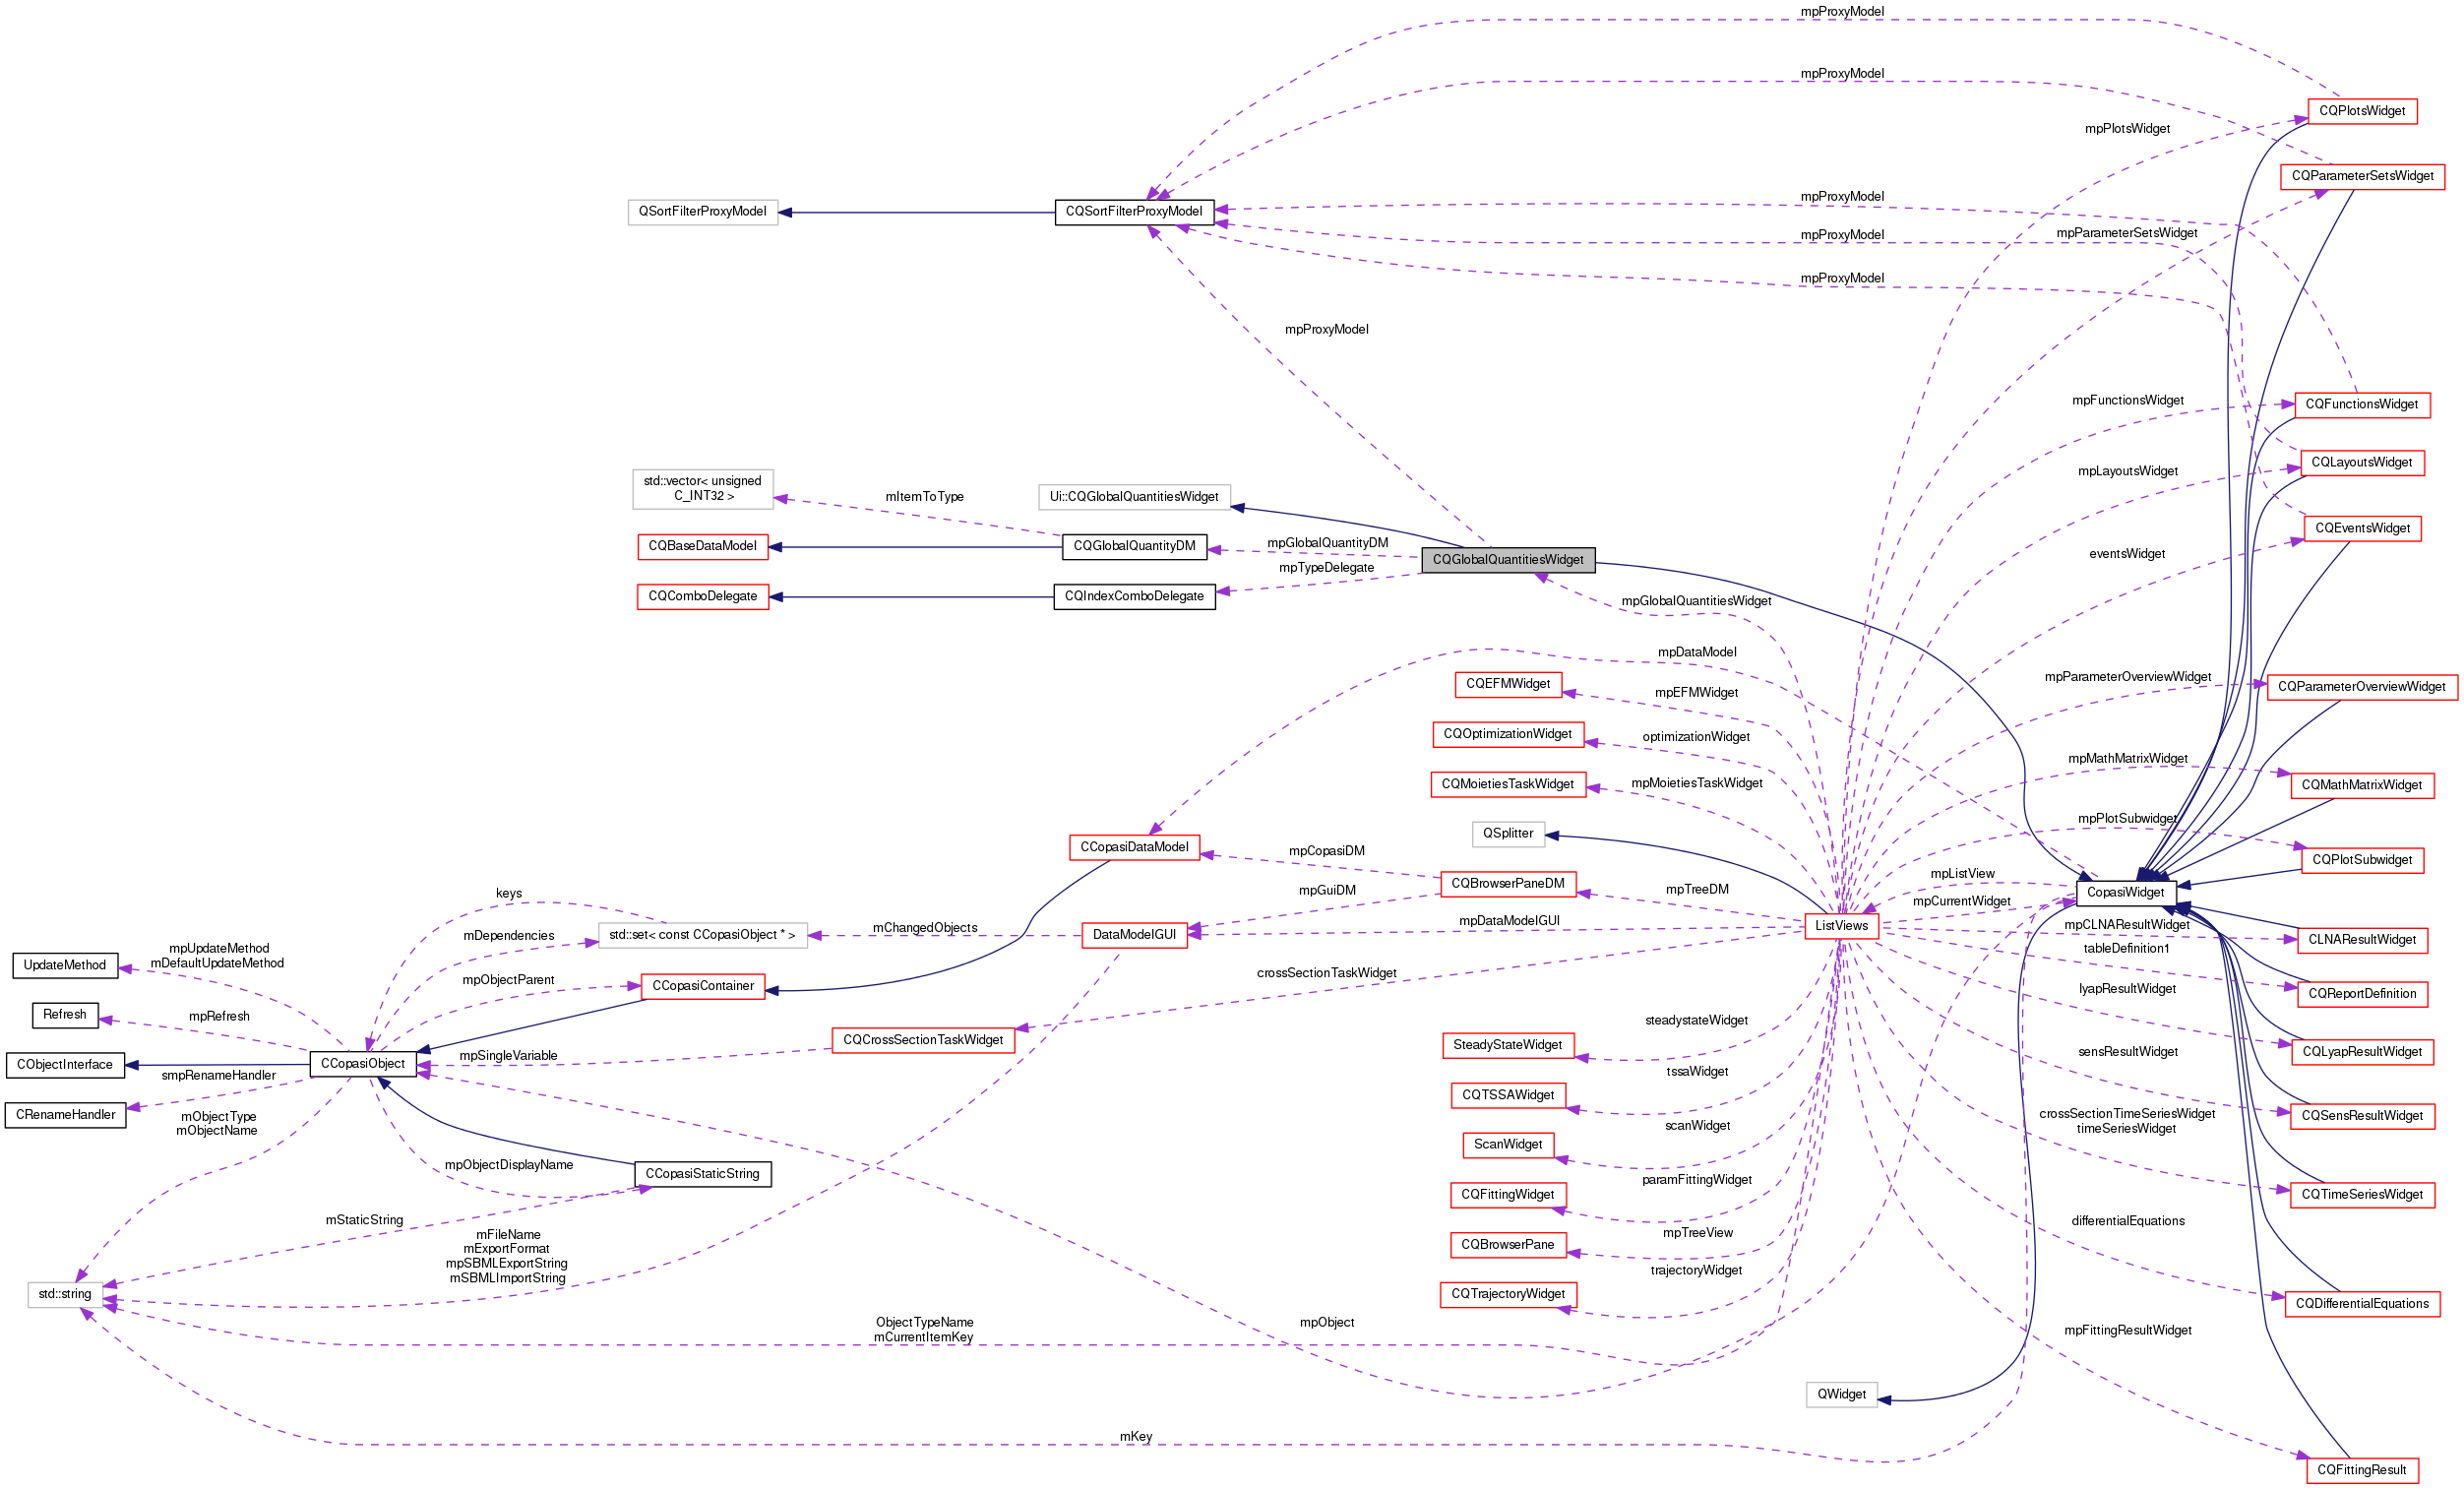 mpProxyModel
mpProxyModel
CQPlotsWidget
mpPlotsWidget
CQParameterSetsWidget
mpProxyModel
QSortFilterProxyModel
CQSortFilterProxyModel
mpProxyModel
mpParameterSetsWidget
mpProxyModel
mpProxyModel
mpFunctionsWidget
CQFunctionsWidget
mpLayoutsWidget
CQLayoutsWidget
std::vector< unsigned
C_INT32 >
mItemToType
Ui::CQGlobalQuantitiesWidget
CQEventsWidget
CQBaseDataModel
CQGlobalQuantityDM
mpGlobalQuantityDM
CQGlobalQuantitiesWidget
eventsWidget
mpTypeDelegate
CQComboDelegate
CQIndexComboDelegate
mpGlobalQuantitiesWidget
mpDataModel
mpParameterOverviewWidget
CQEFMWidget
mpEFMWidget
CQParameterOverviewWidget
CQOptimizationWidget
optimizationWidget
mpMathMatrixWidget
CQMoietiesTaskWidget
mpMoietiesTaskWidget
CQMathMatrixWidget
QSplitter
mpPlotSubwidget
CCopasiDataModel
mpCopasiDM
CQPlotSubwidget
mpListView
keys
mpGuiDM
CQBrowserPaneDM
mpTreeDM
mpCurrentWidget
CopasiWidget
mDependencies
std::set< const CCopasiObject * >
mChangedObjects
DataModelGUI
mpDataModelGUI
ListViews
mpCLNAResultWidget
CLNAResultWidget
mpUpdateMethod
mDefaultUpdateMethod
UpdateMethod
tableDefinition1
mpObjectParent
CCopasiContainer
crossSectionTaskWidget
lyapResultWidget
CQReportDefinition
Refresh
mpRefresh
steadystateWidget
CQCrossSectionTaskWidget
mpSingleVariable
SteadyStateWidget
sensResultWidget
CQLyapResultWidget
CObjectInterface
CCopasiObject
smpRenameHandler
tssaWidget
CQTSSAWidget
CRenameHandler
mObjectType
mObjectName
crossSectionTimeSeriesWidget
timeSeriesWidget
CQSensResultWidget
scanWidget
ScanWidget
mpObjectDisplayName
CCopasiStaticString
paramFittingWidget
CQFittingWidget
CQTimeSeriesWidget
mStaticString
differentialEquations
mFileName
mExportFormat
mpSBMLExportString
mSBMLImportString
mpTreeView
CQBrowserPane
trajectoryWidget
std::string
CQTrajectoryWidget
CQDifferentialEquations
ObjectTypeName
mCurrentItemKey
mpObject
mpFittingResultWidget
QWidget
mKey
CQFittingResult